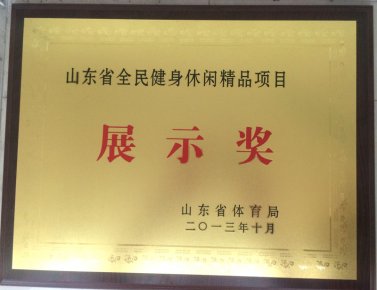 山东省全民健身休闲精品项目
展示奖
山东省体育局
二〇一三年十月